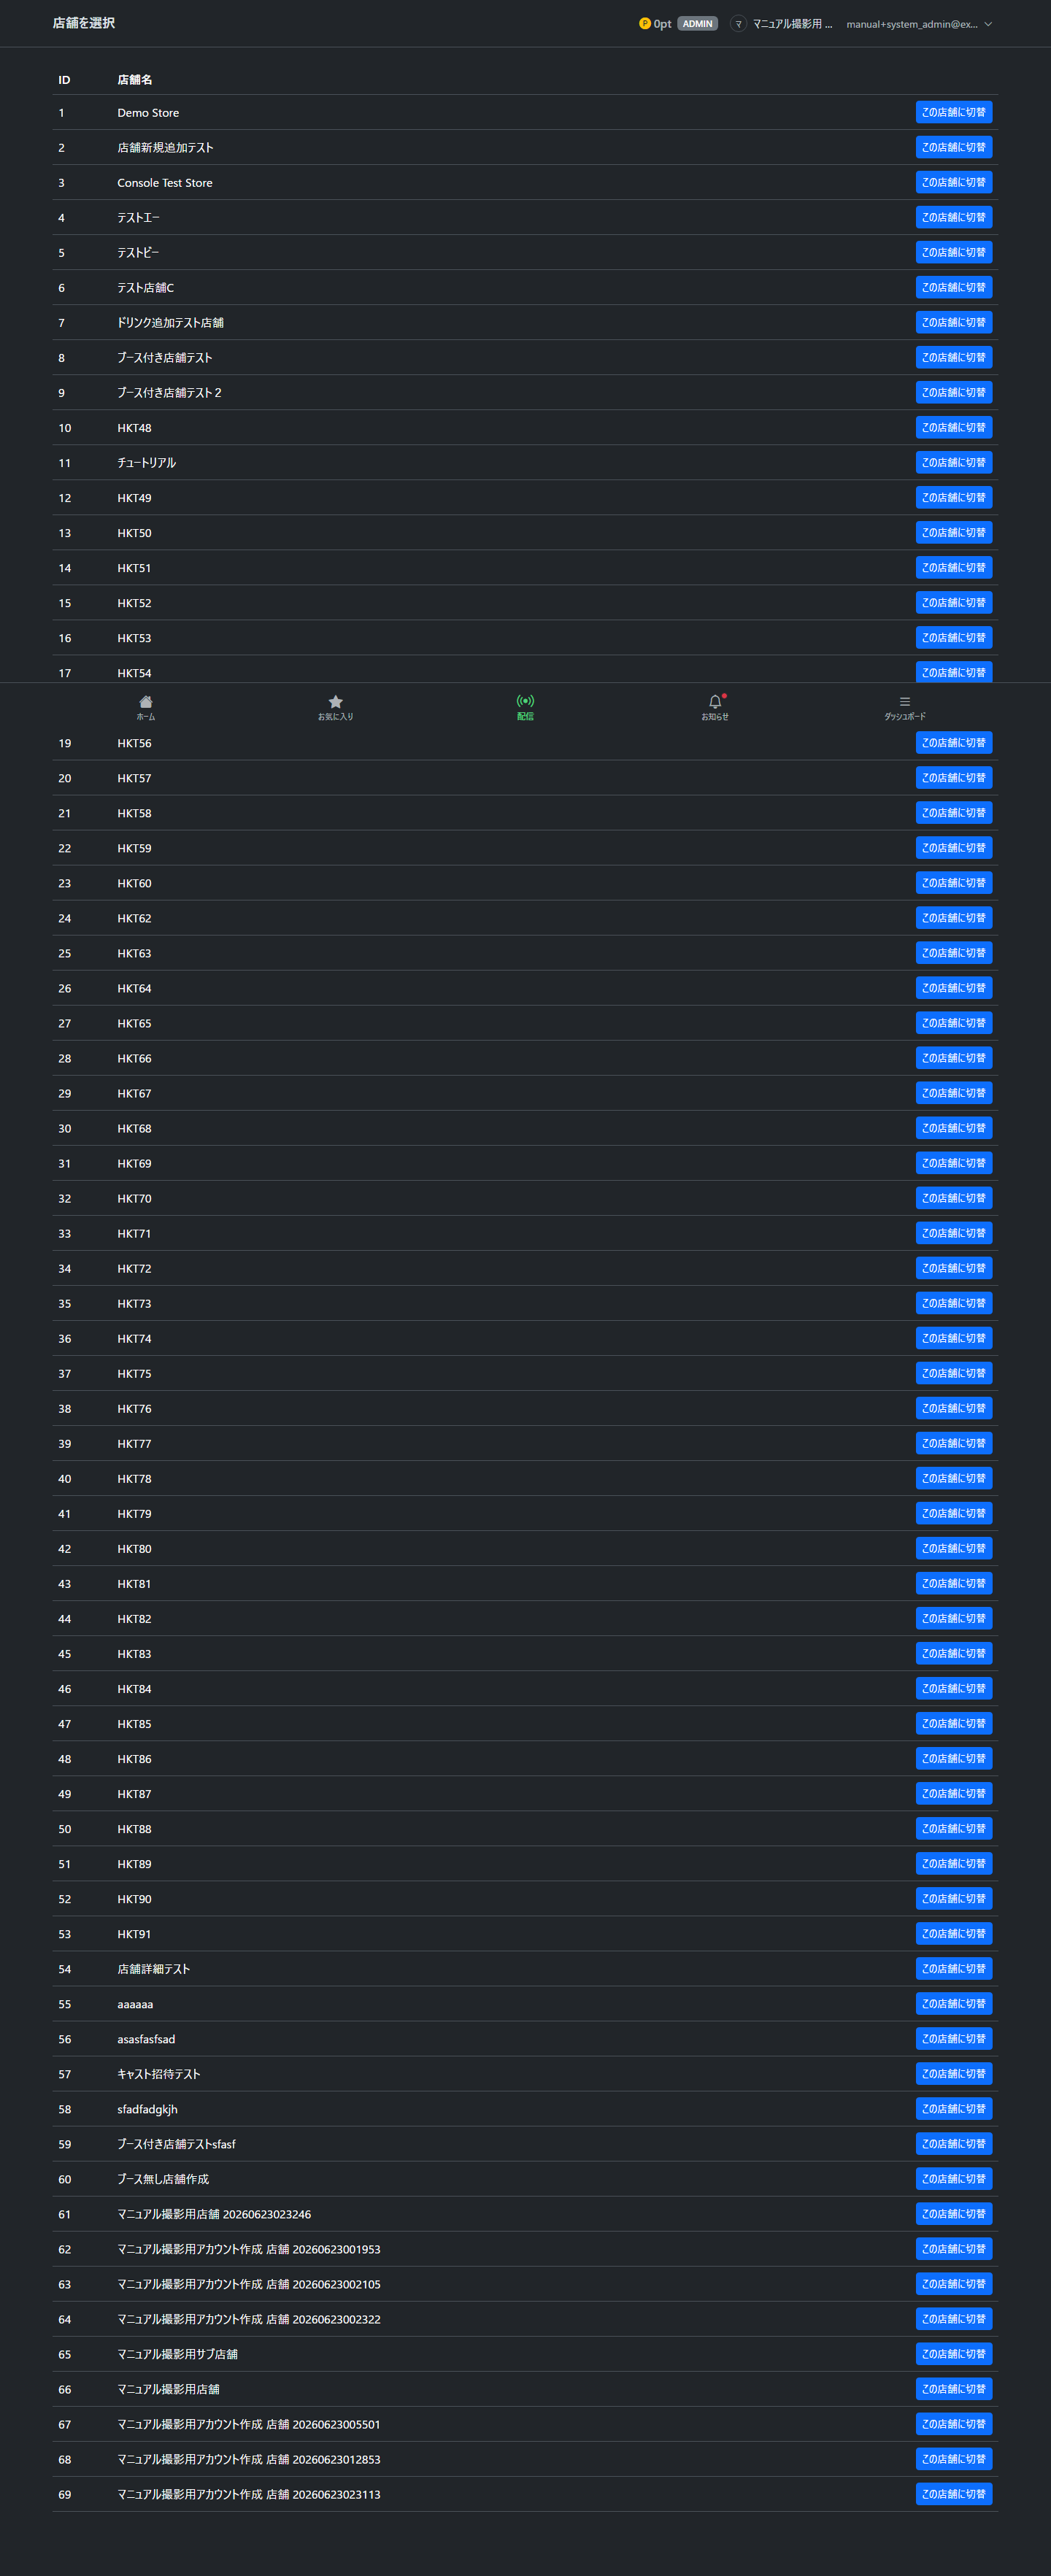 店舗を選択
P 0pt ADMIN マ マニュアル撮影用 ... manual+system_admin@ex...
ID 店舗名
1 Demo Store この店舗に切替
2 店舗新規追加テスト この店舗に切替
3 Console Test Store この店舗に切替
4 テストエー この店舗に切替
5 テストビー この店舗に切替
6 テスト店舗C この店舗に切替
7 ドリンク追加テスト店舗 この店舗に切替
8 ブース付き店舗テスト この店舗に切替
9 ブース付き店舗テスト２ この店舗に切替
10 HKT48 この店舗に切替
11 チュートリアル この店舗に切替
12 HKT49 この店舗に切替
13 HKT50 この店舗に切替
14 HKT51 この店舗に切替
15 HKT52 この店舗に切替
16 HKT53 この店舗に切替
17 HKT54 この店舗に切替
ホーム お気に入り 配信 お知らせ ダッシュボード
19 HKT56 この店舗に切替
20 HKT57 この店舗に切替
21 HKT58 この店舗に切替
22 HKT59 この店舗に切替
23 HKT60 この店舗に切替
24 HKT62 この店舗に切替
25 HKT63 この店舗に切替
26 HKT64 この店舗に切替
27 HKT65 この店舗に切替
28 HKT66 この店舗に切替
29 HKT67 この店舗に切替
30 HKT68 この店舗に切替
31 HKT69 この店舗に切替
32 HKT70 この店舗に切替
33 HKT71 この店舗に切替
34 HKT72 この店舗に切替
35 HKT73 この店舗に切替
36 HKT74 この店舗に切替
37 HKT75 この店舗に切替
38 HKT76 この店舗に切替
39 HKT77 この店舗に切替
40 HKT78 この店舗に切替
41 HKT79 この店舗に切替
42 HKT80 この店舗に切替
43 HKT81 この店舗に切替
44 HKT82 この店舗に切替
45 HKT83 この店舗に切替
46 HKT84 この店舗に切替
47 HKT85 この店舗に切替
48 HKT86 この店舗に切替
49 HKT87 この店舗に切替
50 HKT88 この店舗に切替
51 HKT89 この店舗に切替
52 HKT90 この店舗に切替
53 HKT91 この店舗に切替
54 店舗詳細テスト この店舗に切替
55 aaaaaa この店舗に切替
56 asasfasfsad この店舗に切替
57 キャスト招待テスト この店舗に切替
58 sfadfadgkjh この店舗に切替
59 ブース付き店舗テストsfasf この店舗に切替
60 ブース無し店舗作成 この店舗に切替
61 マニュアル撮影用店舗 20260623023246 この店舗に切替
62 マニュアル撮影用アカウント作成 店舗 20260623001953 この店舗に切替
63 マニュアル撮影用アカウント作成 店舗 20260623002105 この店舗に切替
64 マニュアル撮影用アカウント作成 店舗 20260623002322 この店舗に切替
65 マニュアル撮影用サブ店舗 この店舗に切替
66 マニュアル撮影用店舗 この店舗に切替
67 マニュアル撮影用アカウント作成 店舗 20260623005501 この店舗に切替
68 マニュアル撮影用アカウント作成 店舗 20260623012853 この店舗に切替
69 マニュアル撮影用アカウント作成 店舗 20260623023113 この店舗に切替